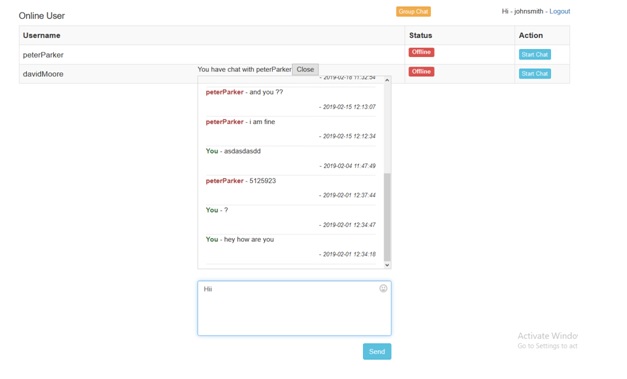 Online User
Group Chat
Hi - johnsmith - Logout
Username Status Action
peterParker Offline Start Chat
davidMoore Offline Start Chat
You have chat with peterParker Close
- 2019-02-15 11:32:54
peterParker - and you ??
- 2019-02-15 12:13:07
peterParker - i am fine
- 2019-02-15 12:12:34
You - asdasdasdd
- 2019-02-04 11:47:49
peterParker - 5125923
- 2019-02-01 12:37:44
You - ?
- 2019-02-01 12:34:47
You - hey how are you
- 2019-02-01 12:34:18
Hii
Send
Activate Windo
Go to Settings to act